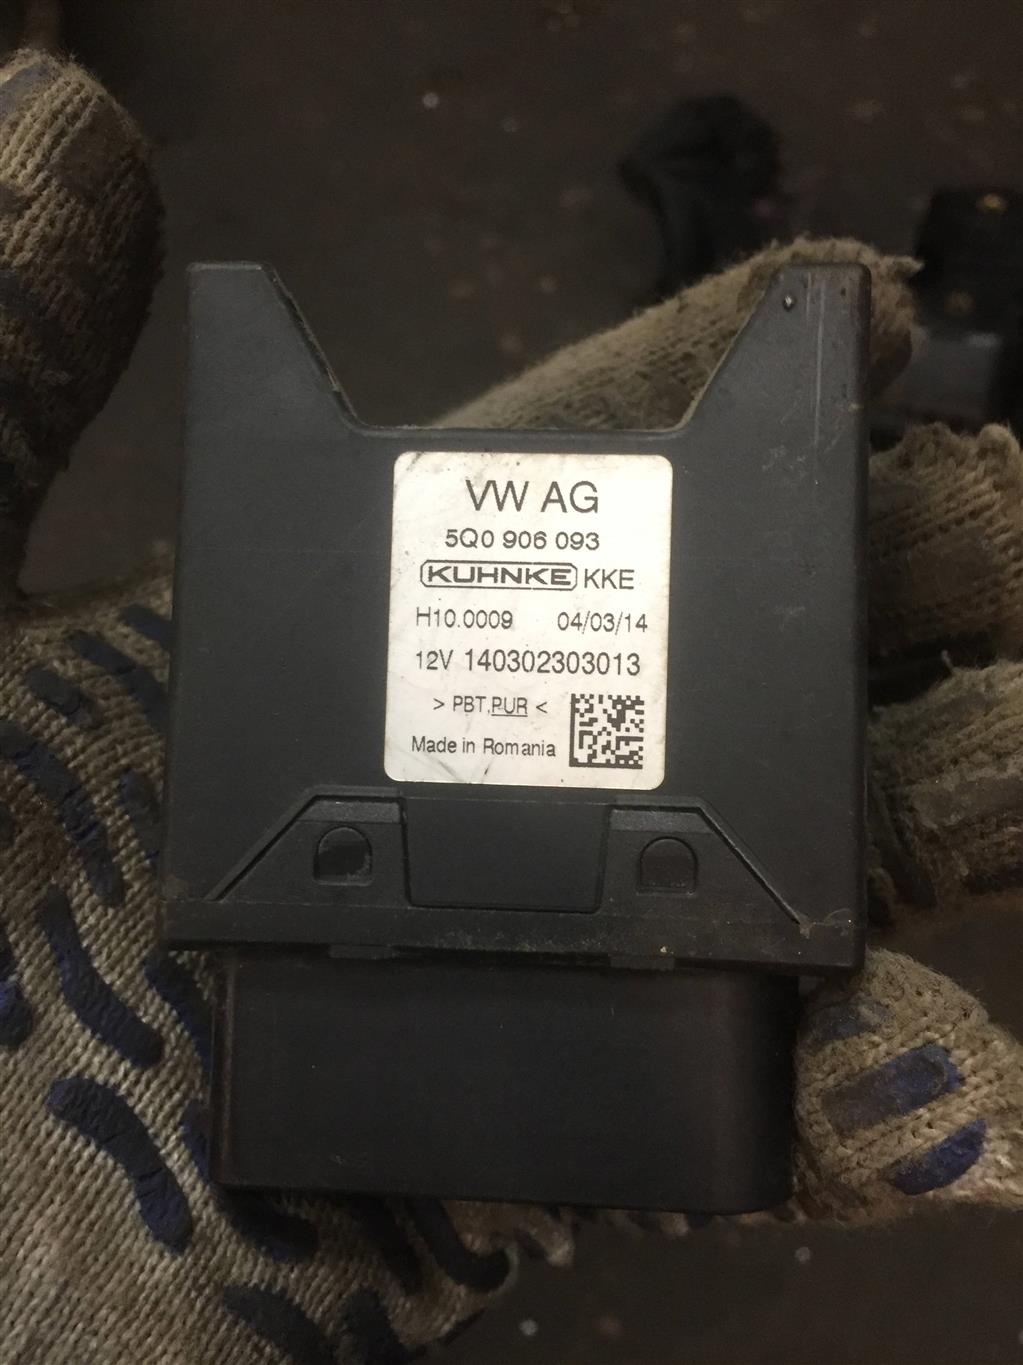 VW AG
5Q0 906 093
KUHNKE KKE
H10.0009 04/03/14
12V 140302303013
> PBT,PUR <
Made in Romania